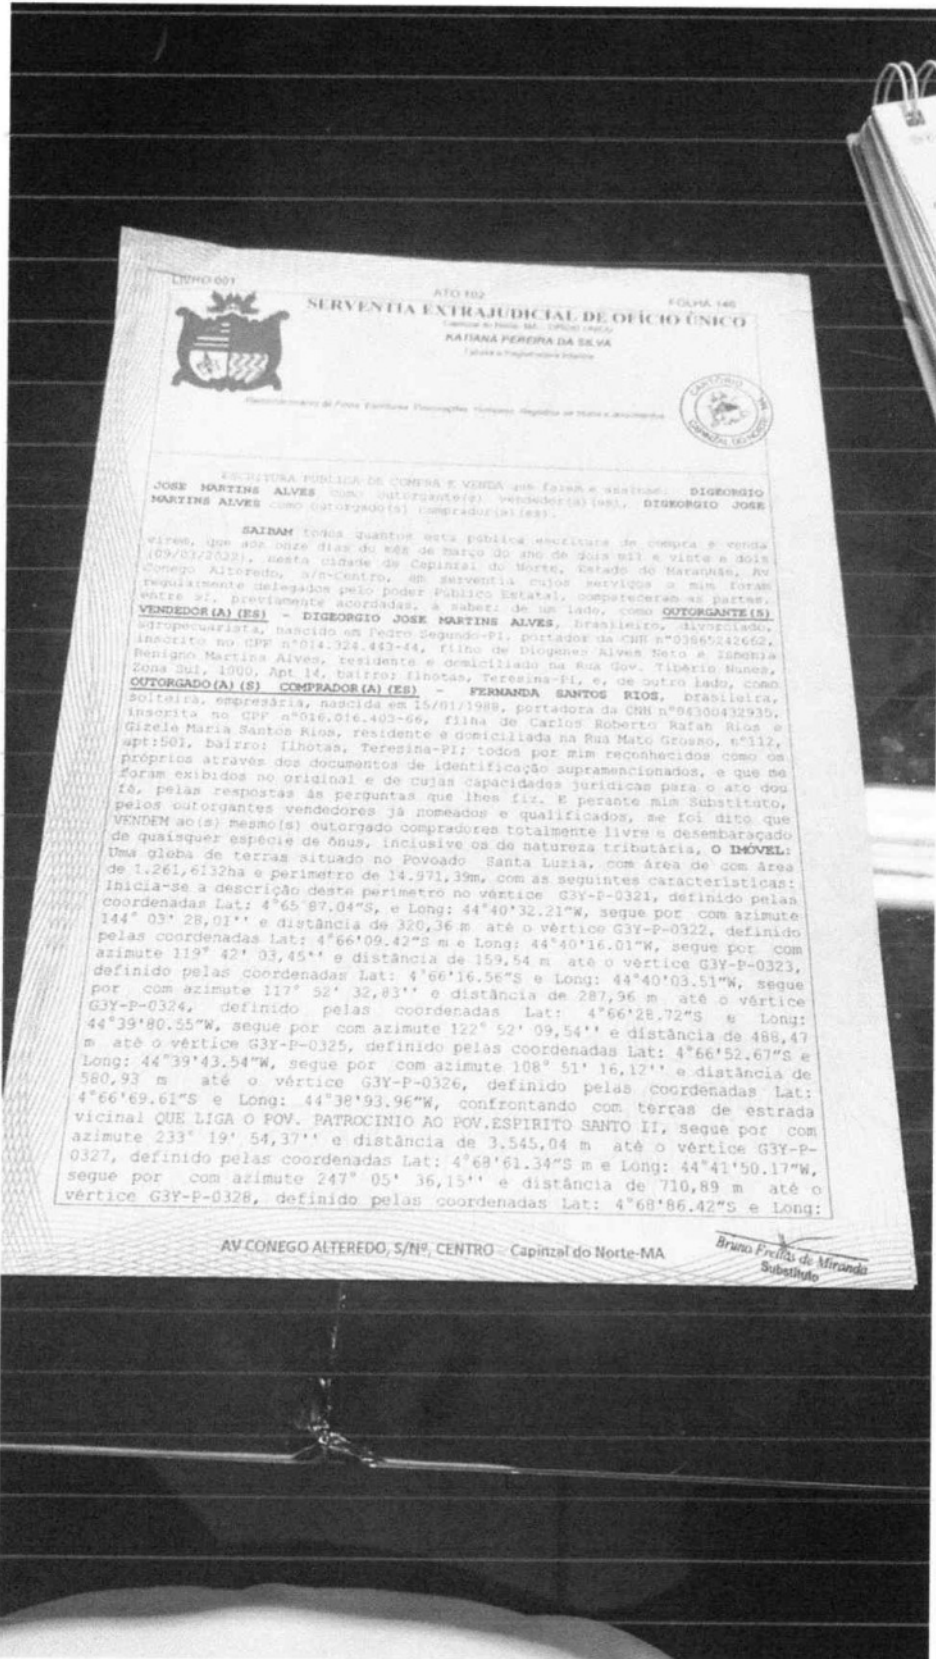 LIVRO 001 ATO 102 FOLHA 146
SERVENTIA EXTRAJUDICIAL DE OFÍCIO ÚNICO
Capinzal do Norte-MA - OFÍCIO ÚNICO
KATIANA PEREIRA DA SILVA
Tabeliã e Registradora Interina
CARTÓRIO
CAPINZAL DO NORTE
MA
ESCRITURA PÚBLICA DE COMPRA E VENDA que fazem e assinam: DIGEORGIO
JOSE MARTINS ALVES como outorgante(s) vendedor(a)(es), DIGEORGIO JOSE
MARTINS ALVES como outorgado(s) comprador(a)(es).
SAIBAM todos quantos esta pública escritura de compra e venda
virem, que aos onze dias do mês de março do ano de dois mil e vinte e dois
(09/03/2022), nesta cidade de Capinzal do Norte, Estado do Maranhão, Av
Conego Alteredo, s/n-Centro, em serventia cujos serviços a mim foram
regularmente delegados pelo poder Público Estatal, compareceram as partes,
entre si, previamente acordadas, a saber: de um lado, como OUTORGANTE(S)
VENDEDOR(A)(ES) - DIGEORGIO JOSE MARTINS ALVES, brasileiro, divorciado,
agropecuarista, nascido em Pedro Segundo-PI, portador da CNH nº03865242662,
inscrito no CPF nº014.324.443-44, filho de Diogenes Alves Neto e
Benigno Martins Alves, residente e domiciliado na Rua Gov. Tibério Nunes,
Zona Sul, 1000, Apt 14, bairro; Ilhotas, Teresina-PI, e, de outro lado, como
OUTORGADO(A)(S) COMPRADOR(A)(ES) - FERNANDA SANTOS RIOS, brasileira,
solteira, empresária, nascida em 15/01/1988, portadora da CNH nº04300432935,
inscrita no CPF nº016.016.403-66, filha de Carlos Roberto Rafah Rios e
Gizele Maria Santos Rios, residente e domiciliada na Rua Mato Grosso, nº112,
apt:501, bairro: Ilhotas, Teresina-PI; todos por mim reconhecidos como os
próprios através dos documentos de identificação supramencionados, e que me
foram exibidos no original e de cujas capacidades jurídicas para o ato dou
fé, pelas respostas às perguntas que lhes fiz. E perante mim Substituto,
pelos outorgantes vendedores já nomeados e qualificados, me foi dito que
VENDEM ao(s) mesmo(s) outorgado compradores totalmente livre e desembaraçado
de quaisquer espécie de ônus, inclusive os de natureza tributária, O IMÓVEL:
Uma gleba de terras situado no Povoado Santa Luzia, com área de com área
de 1.261,6132ha e perímetro de 14.971,39m, com as seguintes características:
Inicia-se a descrição deste perímetro no vértice G3Y-P-0321, definido pelas
coordenadas Lat: 4°65'87.04"S, e Long: 44°40'32.21"W, segue por com azimute
144° 03' 28,01'' e distância de 320,36 m até o vértice G3Y-P-0322, definido
pelas coordenadas Lat: 4°66'09.42"S m e Long: 44°40'16.01"W, segue por com
azimute 119° 42' 03,45'' e distância de 159,54 m até o vértice G3Y-P-0323,
definido pelas coordenadas Lat: 4°66'16.56"S e Long: 44°40'03.51"W, segue
por com azimute 117° 52' 32,83'' e distância de 287,96 m até o vértice
G3Y-P-0324, definido pelas coordenadas Lat: 4°66'28.72"S e Long:
44°39'80.55"W, segue por com azimute 122° 52' 09,54'' e distância de 488,47
m até o vértice G3Y-P-0325, definido pelas coordenadas Lat: 4°66'52.67"S e
Long: 44°39'43.54"W, segue por com azimute 108° 51' 16,12'' e distância de
580,93 m até o vértice G3Y-P-0326, definido pelas coordenadas Lat:
4°66'69.61"S e Long: 44°38'93.96"W, confrontando com terras de estrada
vicinal QUE LIGA O POV. PATROCINIO AO POV.ESPIRITO SANTO II, segue por com
azimute 233° 19' 54,37'' e distância de 3.545,04 m até o vértice G3Y-P-
0327, definido pelas coordenadas Lat: 4°68'61.34"S m e Long: 44°41'50.17"W,
segue por com azimute 247° 05' 36,15'' e distância de 710,89 m até o
vértice G3Y-P-0328, definido pelas coordenadas Lat: 4°68'86.42"S e Long:
AV CONEGO ALTEREDO, S/Nº, CENTRO - Capinzal do Norte-MA
Bruno Freitas de Miranda
Substituto